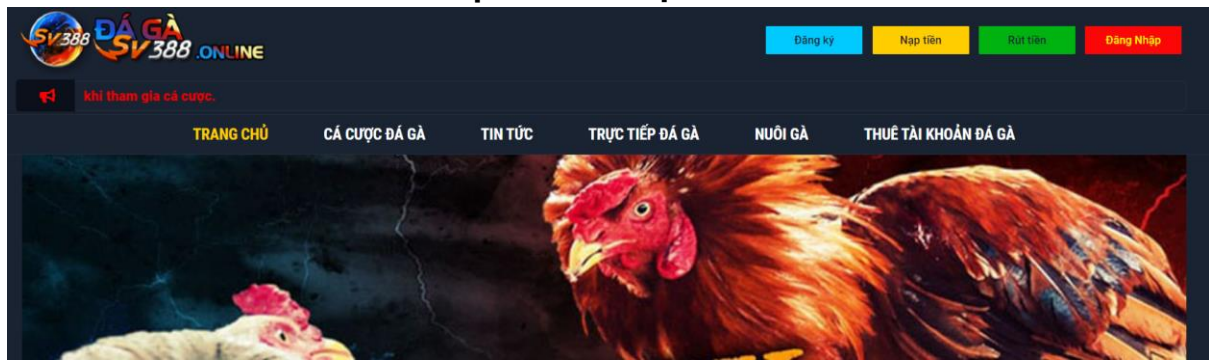 SV388 ĐÁ GÀ
SV388 .ONLINE
Đăng ký
Nạp tiền
Rút tiền
Đăng Nhập
khi tham gia cá cược.
TRANG CHỦ
CÁ CƯỢC ĐÁ GÀ
TIN TỨC
TRỰC TIẾP ĐÁ GÀ
NUÔI GÀ
THUÊ TÀI KHOẢN ĐÁ GÀ